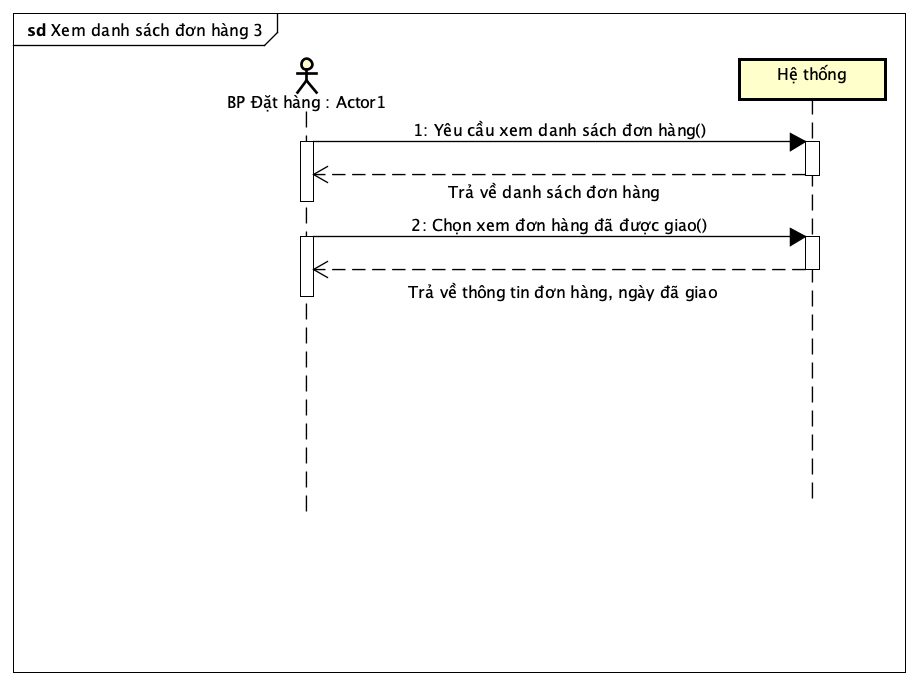 sd Xem danh sách đơn hàng 3
BP Đặt hàng : Actor1
Hệ thống
1: Yêu cầu xem danh sách đơn hàng()
Trả về danh sách đơn hàng
2: Chọn xem đơn hàng đã được giao()
Trả về thông tin đơn hàng, ngày đã giao